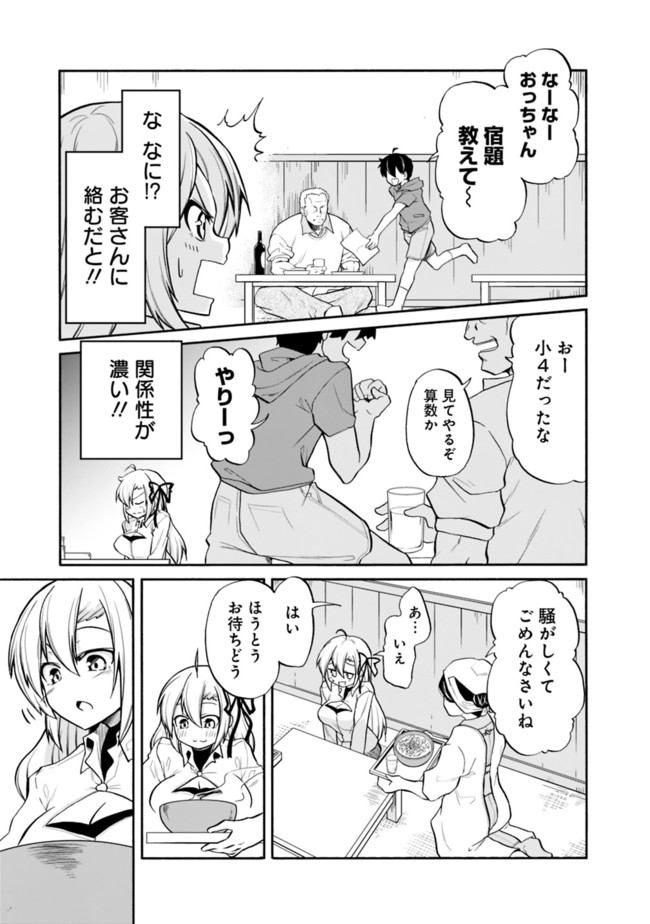 なーなー
おっちゃん
宿題
教えて〜
な なに!?
お客さんに
絡むだと!!
おー
小4だったな
見てやるぞ
算数か
やりーっ
関係性が
濃い!!
騒がしくて
ごめんなさいね
あ…
いえ
はい
ほうとう
お待ちどう